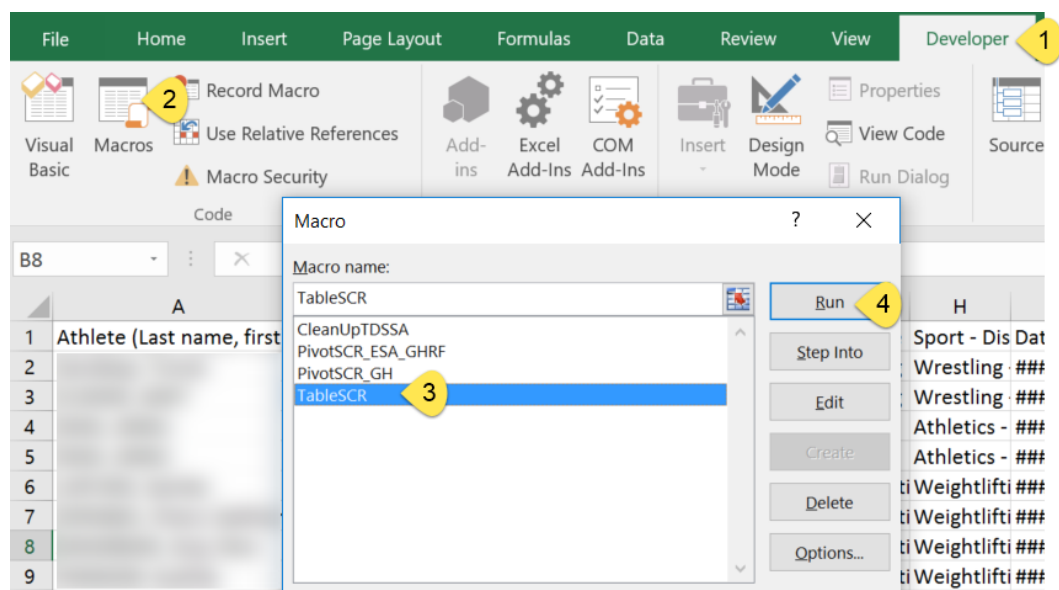 File Home Insert Page Layout Formulas Data Review View Developer 1
2 Record Macro
Use Relative References
Macro Security
Visual Basic
Macros
Code
Add-ins
Excel Add-Ins
COM Add-Ins
Insert
Design Mode
Properties
View Code
Run Dialog
Source
Macro ?
B8
Macro name:
TableSCR
Run 4
CleanUpTDSSA
PivotSCR_ESA_GHRF
PivotSCR_GH
TableSCR 3
Step Into
Edit
Create
Delete
Options...
A H
1 Athlete (Last name, first Sport - Dis Dat
2 Wrestling - ###
3 Wrestling - ###
4 Athletics - ###
5 Athletics - ###
6 ti Weightlifti ###
7 ti Weightlifti ###
8 ti Weightlifti ###
9 ti Weightlifti ###